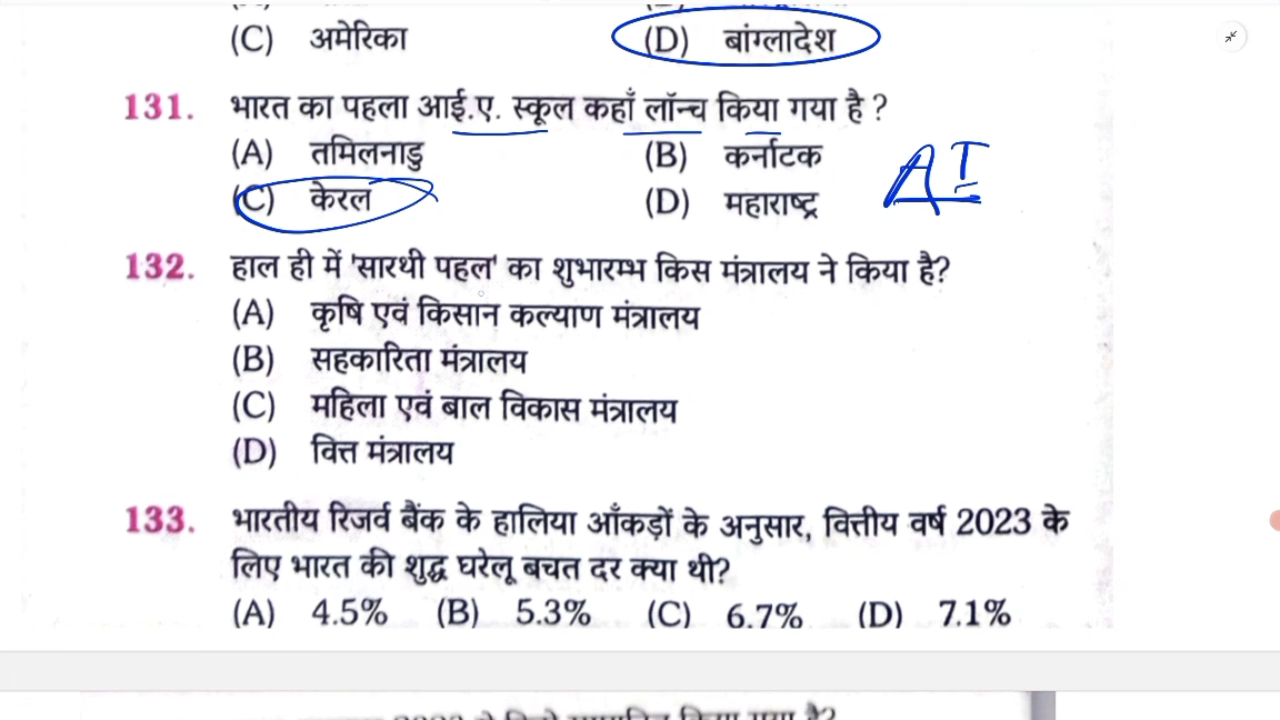 (C) अमेरिका (D) बांग्लादेश
131. भारत का पहला आई.ए. स्कूल कहाँ लॉन्च किया गया है ?
(A) तमिलनाडु (B) कर्नाटक
(C) केरल (D) महाराष्ट्र
AI
132. हाल ही में 'सारथी पहल' का शुभारम्भ किस मंत्रालय ने किया है?
(A) कृषि एवं किसान कल्याण मंत्रालय
(B) सहकारिता मंत्रालय
(C) महिला एवं बाल विकास मंत्रालय
(D) वित्त मंत्रालय
133. भारतीय रिजर्व बैंक के हालिया आँकड़ों के अनुसार, वित्तीय वर्ष 2023 के
लिए भारत की शुद्ध घरेलू बचत दर क्या थी?
(A) 4.5% (B) 5.3% (C) 6.7% (D) 7.1%